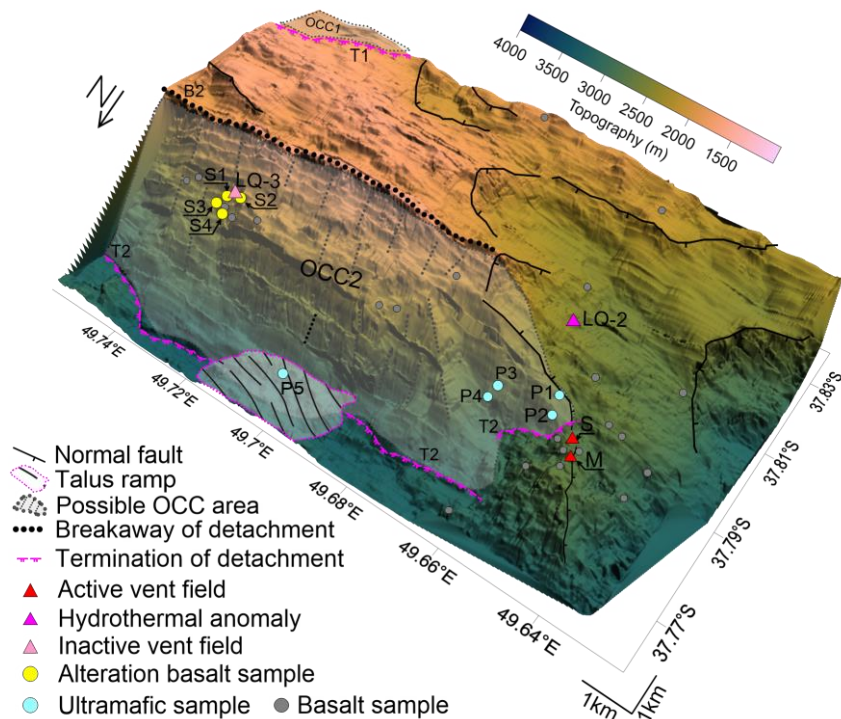 OCC1
T1
4000
3500
3000
2500
2000
1500
Topography (m)
N
B2
S1
LQ-3
S3
S2
S4
T2
OCC2
LQ-2
P5
P3
P4
P1
P2
T2
S
M
T2
49.74°E
49.72°E
49.7°E
49.68°E
49.66°E
49.64°E
37.83°S
37.81°S
37.79°S
37.77°S
1km
1km
Normal fault
Talus ramp
Possible OCC area
Breakaway of detachment
Termination of detachment
Active vent field
Hydrothermal anomaly
Inactive vent field
Alteration basalt sample
Ultramafic sample
Basalt sample